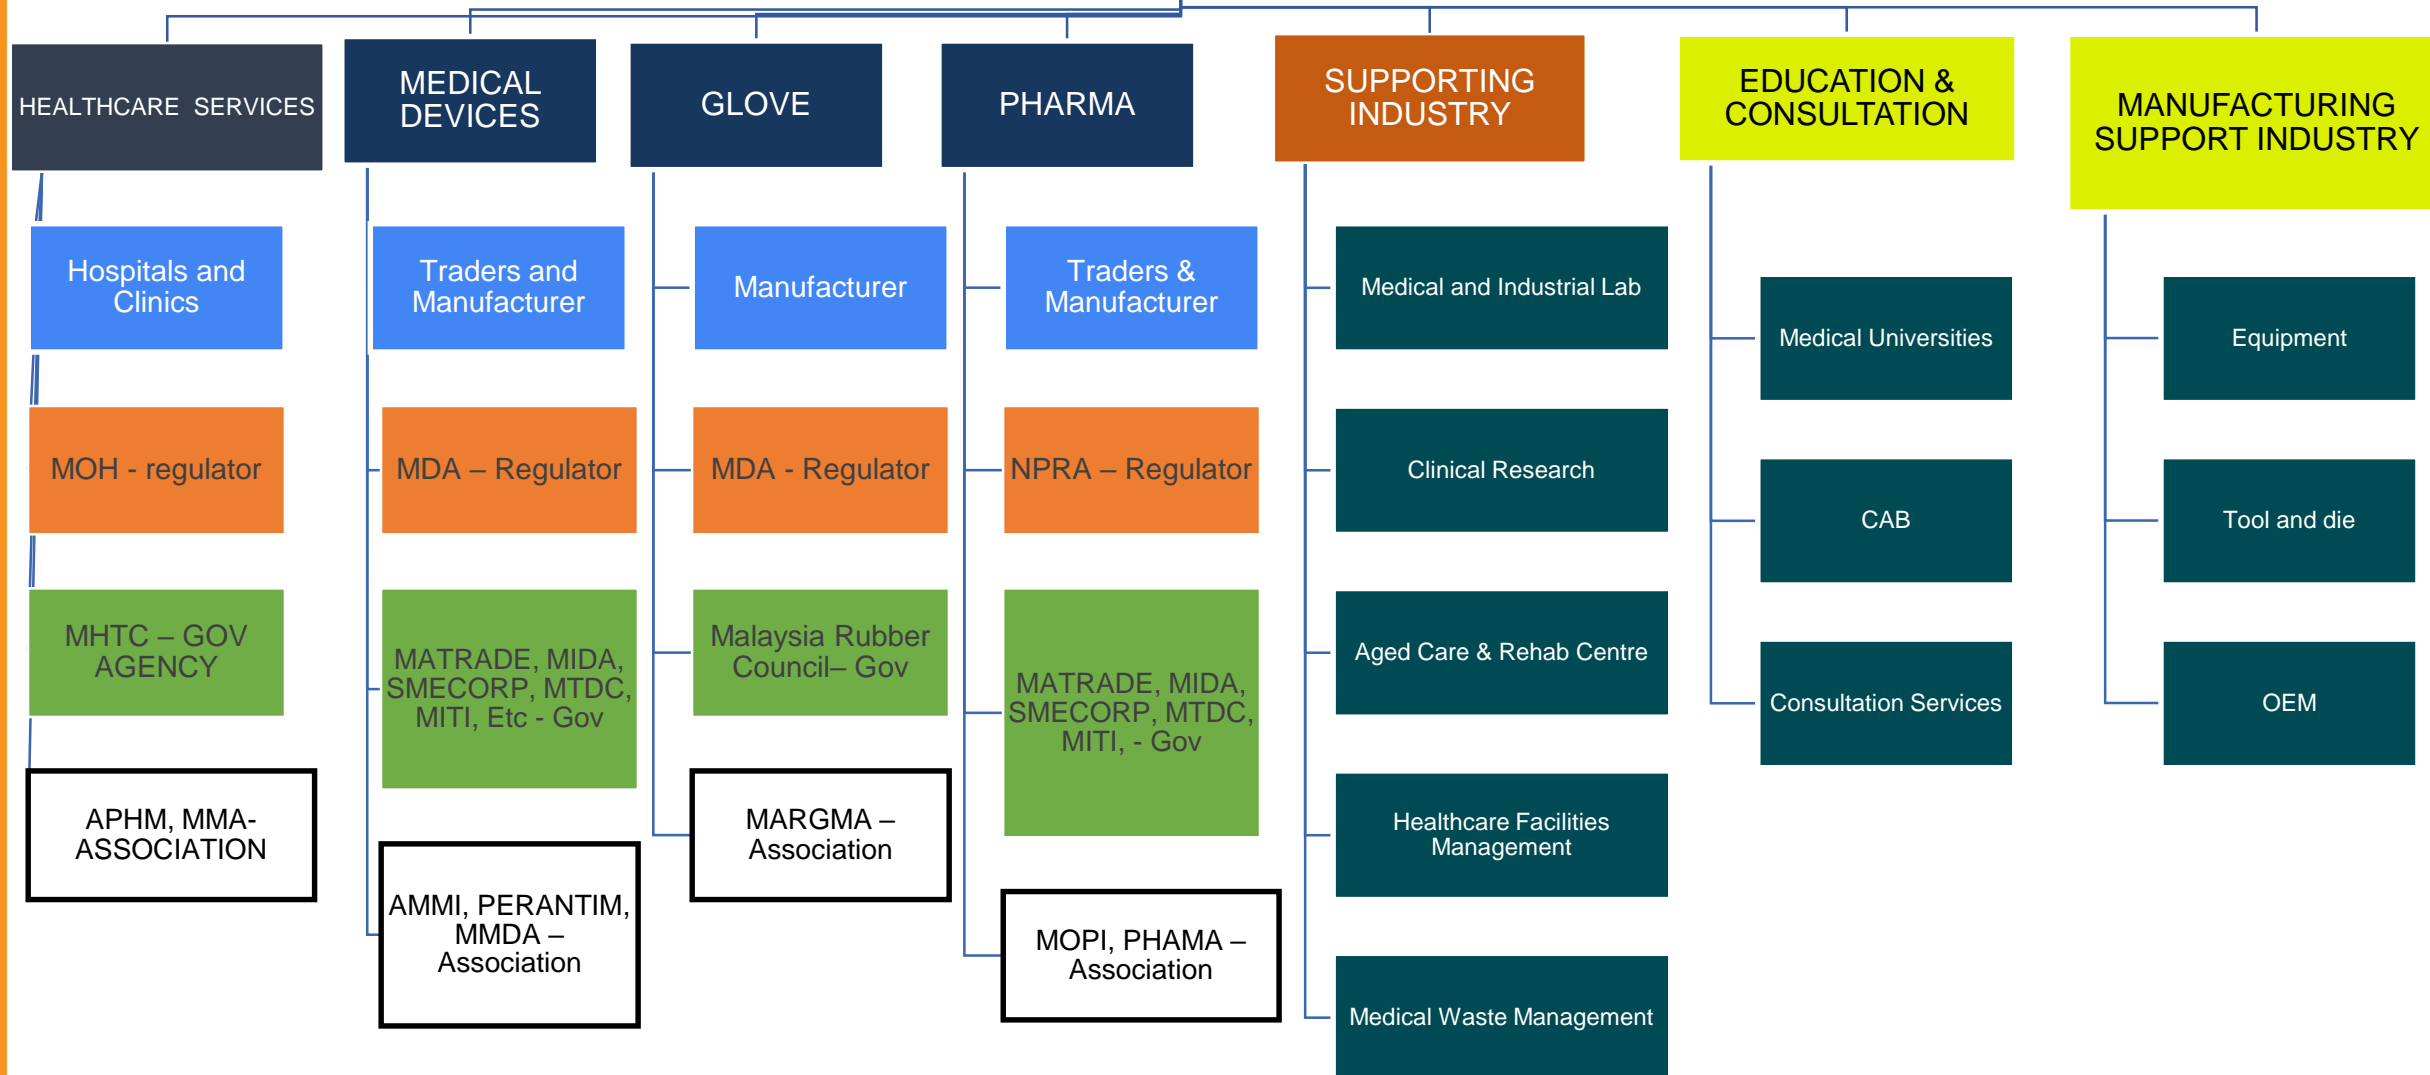 HEALTHCARE SERVICES
MEDICAL
DEVICES
GLOVE
PHARMA
SUPPORTING
INDUSTRY
EDUCATION &
CONSULTATION
MANUFACTURING
SUPPORT INDUSTRY
Hospitals and
Clinics
MOH - regulator
MHTC – GOV
AGENCY
APHM, MMA-
ASSOCIATION
Traders and
Manufacturer
MDA – Regulator
MATRADE, MIDA,
SMECORP, MTDC,
MITI, Etc - Gov
AMMI, PERANTIM,
MMDA –
Association
Manufacturer
MDA - Regulator
Malaysia Rubber
Council– Gov
MARGMA –
Association
Traders &
Manufacturer
NPRA – Regulator
MATRADE, MIDA,
SMECORP, MTDC,
MITI, - Gov
MOPI, PHAMA –
Association
Medical and Industrial Lab
Clinical Research
Aged Care & Rehab Centre
Healthcare Facilities
Management
Medical Waste Management
Medical Universities
CAB
Consultation Services
Equipment
Tool and die
OEM